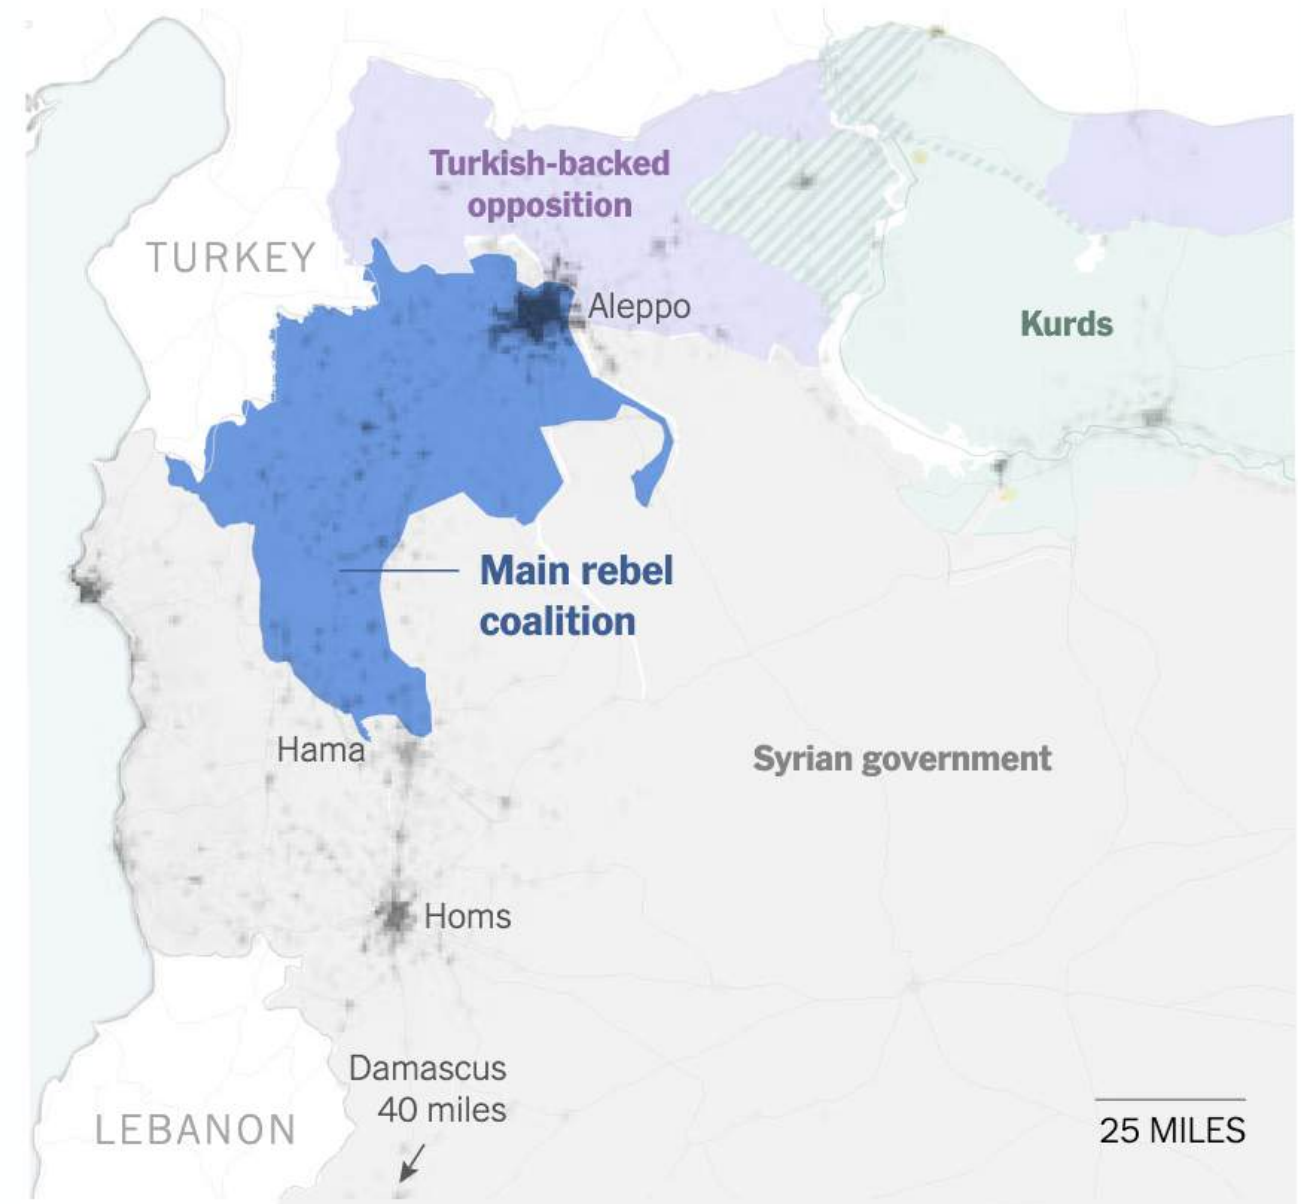 Turkish-backed
opposition
TURKEY
Aleppo
Kurds
Main rebel
coalition
Hama
Syrian government
Homs
Damascus
40 miles
LEBANON
25 MILES